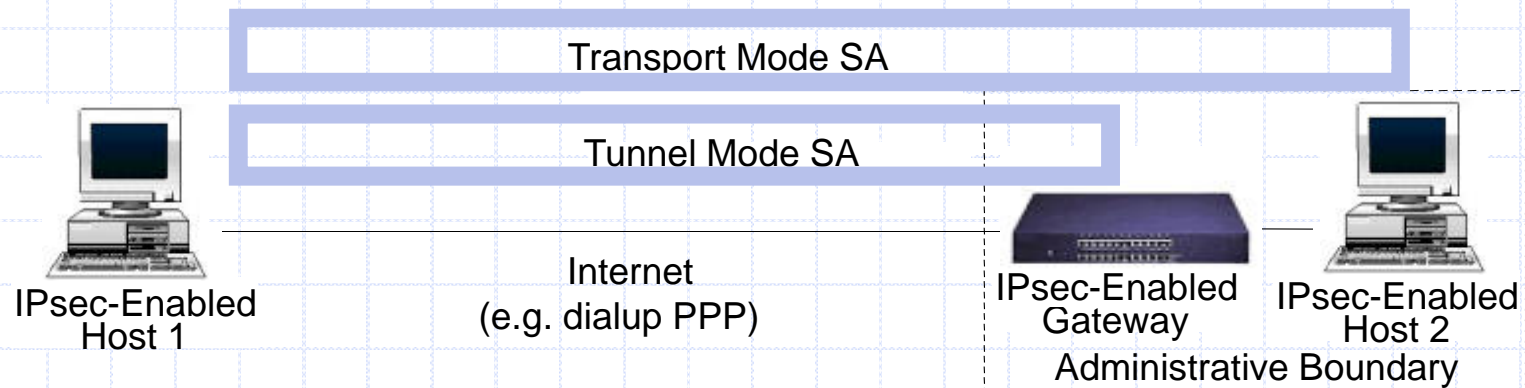 Transport Mode SA
Tunnel Mode SA
Internet
(e.g. dialup PPP)
IPsec-Enabled
Host 1
IPsec-Enabled
Gateway
IPsec-Enabled
Host 2
Administrative Boundary